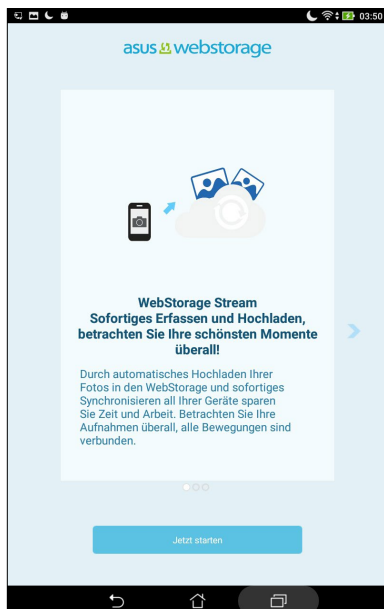 03:50
asus webstorage
WebStorage Stream
Sofortiges Erfassen und Hochladen,
betrachten Sie Ihre schönsten Momente
überall!
Durch automatisches Hochladen Ihrer
Fotos in den WebStorage und sofortiges
Synchronisieren all Ihrer Geräte sparen
Sie Zeit und Arbeit. Betrachten Sie Ihre
Aufnahmen überall, alle Bewegungen sind
verbunden.
Jetzt starten